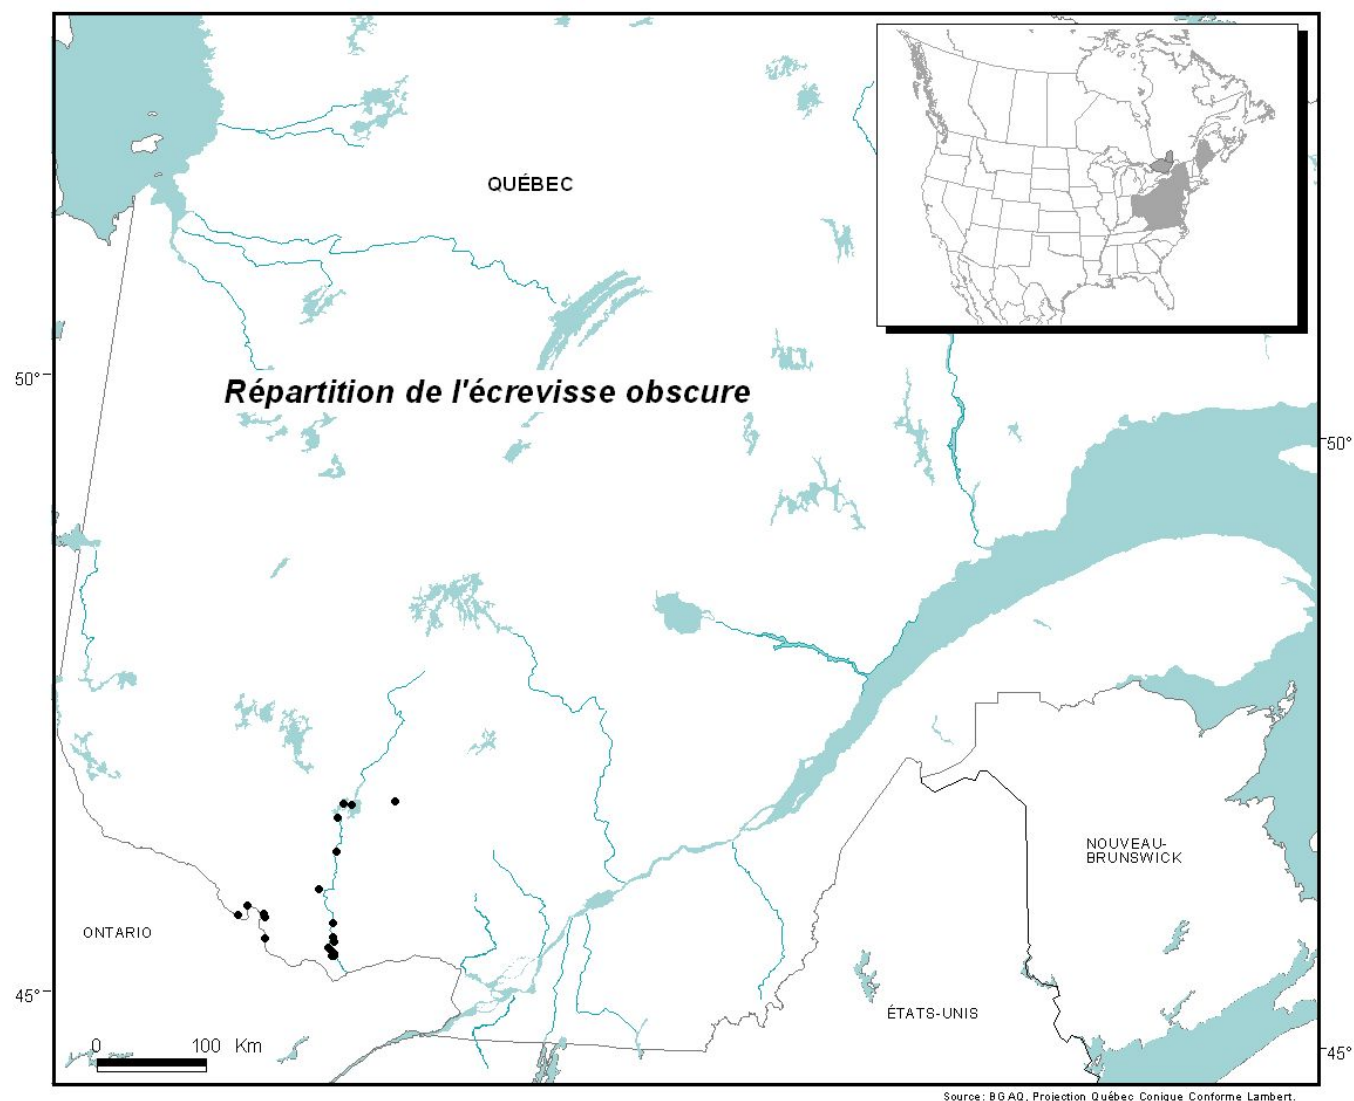 QUÉBEC
50°
Répartition de l'écrevisse obscure
50°
NOUVEAU-
BRUNSWICK
ONTARIO
45°
ÉTATS-UNIS
0 100 Km
45°
Source: BGAQ, Projection Québec Conique Conforme Lambert.